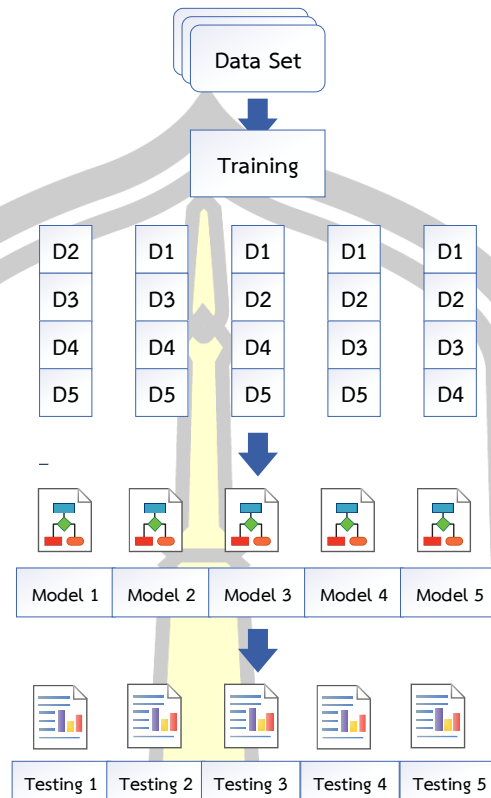 Data Set
Training
D2 D1 D1 D1 D1
D3 D3 D2 D2 D2
D4 D4 D4 D3 D3
D5 D5 D5 D5 D4
Model 1 Model 2 Model 3 Model 4 Model 5
Testing 1 Testing 2 Testing 3 Testing 4 Testing 5